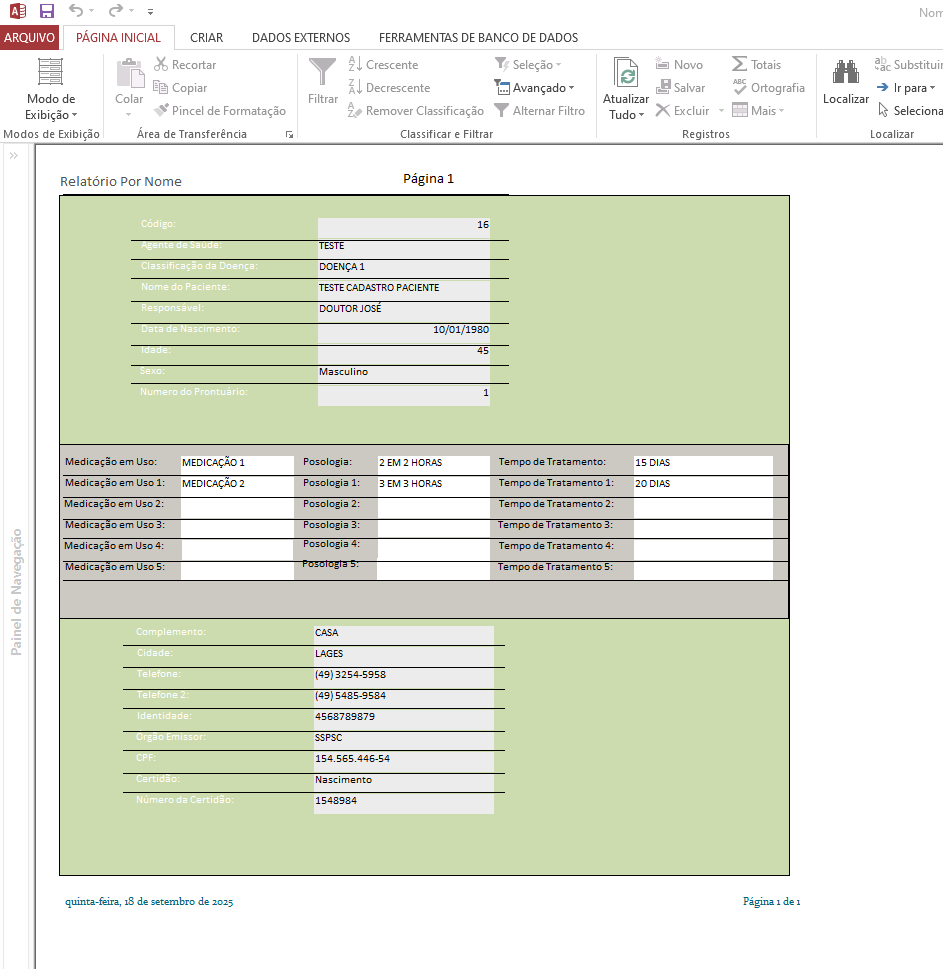 Nom
ARQUIVO PÁGINA INICIAL CRIAR DADOS EXTERNOS FERRAMENTAS DE BANCO DE DADOS
Modo de Exibição
Modos de Exibição
Colar
Recortar
Copiar
Pincel de Formatação
Área de Transferência
Filtrar
Crescente
Decrescente
Remover Classificação
Seleção
Avançado
Alternar Filtro
Classificar e Filtrar
Atualizar Tudo
Novo
Salvar
Excluir
Totais
Ortografia
Mais
Registros
Localizar
Substituir
Ir para
Seleciona
Localizar
Painel de Navegação
Relatório Por Nome Página 1
Código: 16
Agente de Saúde: TESTE
Classificação da Doença: DOENÇA 1
Nome do Paciente: TESTE CADASTRO PACIENTE
Responsável: DOUTOR JOSÉ
Data de Nascimento: 10/01/1980
Idade: 45
Sexo: Masculino
Numero do Prontuário: 1
Medicação em Uso: MEDICAÇÃO 1 Posologia: 2 EM 2 HORAS Tempo de Tratamento: 15 DIAS
Medicação em Uso 1: MEDICAÇÃO 2 Posologia 1: 3 EM 3 HORAS Tempo de Tratamento 1: 20 DIAS
Medicação em Uso 2: Posologia 2: Tempo de Tratamento 2:
Medicação em Uso 3: Posologia 3: Tempo de Tratamento 3:
Medicação em Uso 4: Posologia 4: Tempo de Tratamento 4:
Medicação em Uso 5: Posologia 5: Tempo de Tratamento 5:
Complemento: CASA
Cidade: LAGES
Telefone: (49) 3254-5958
Telefone 2: (49) 5485-9584
Identidade: 4568789879
Orgão Emissor: SSPSC
CPF: 154.565.446-54
Certidão: Nascimento
Número da Certidão: 1548984
quinta-feira, 18 de setembro de 2025 Página 1 de 1